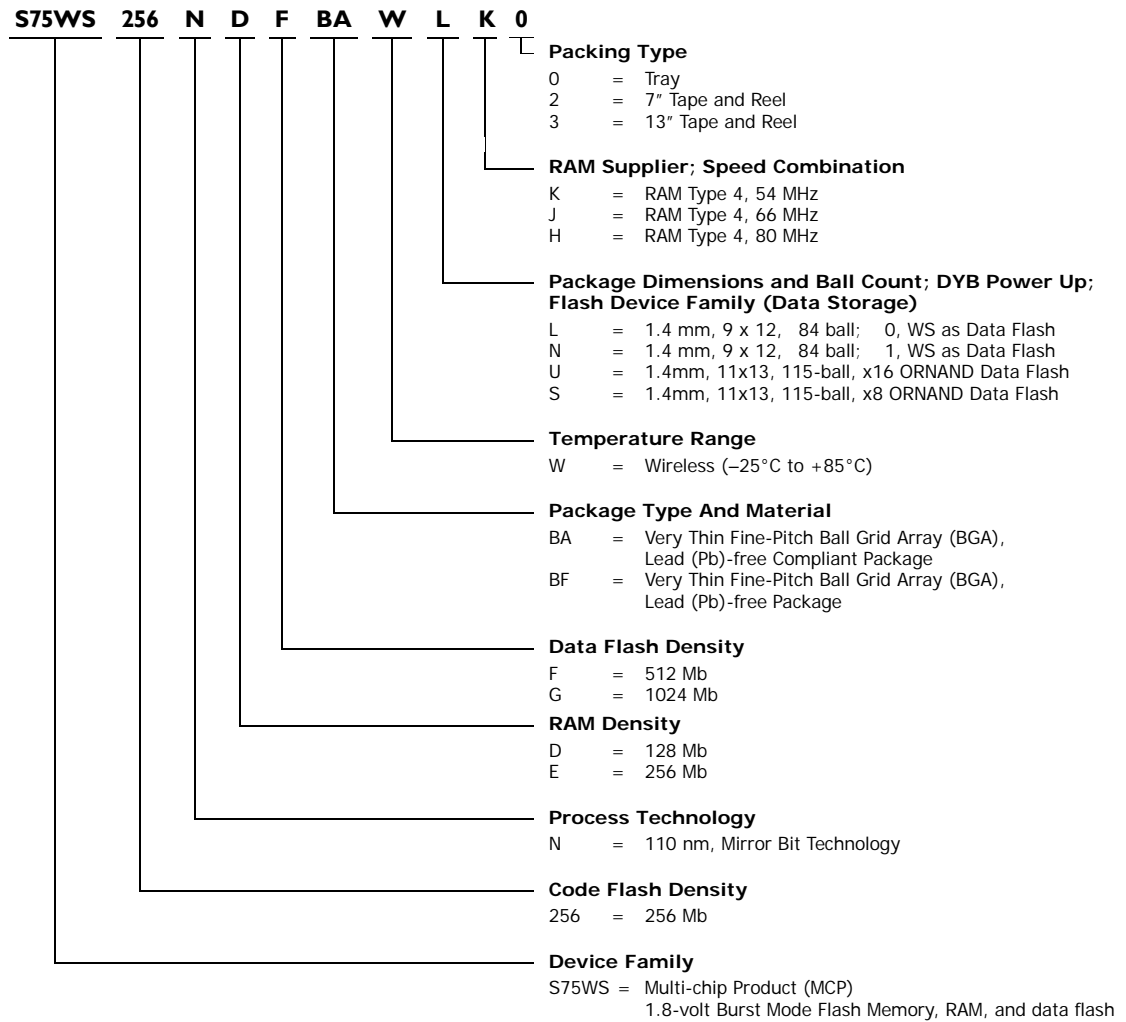 S75WS 256 N D F BA W L K 0
Packing Type
0 = Tray
2 = 7″ Tape and Reel
3 = 13″ Tape and Reel
RAM Supplier; Speed Combination
K = RAM Type 4, 54 MHz
J = RAM Type 4, 66 MHz
H = RAM Type 4, 80 MHz
Package Dimensions and Ball Count; DYB Power Up;
Flash Device Family (Data Storage)
L = 1.4 mm, 9 x 12, 84 ball; 0, WS as Data Flash
N = 1.4 mm, 9 x 12, 84 ball; 1, WS as Data Flash
U = 1.4mm, 11x13, 115-ball, x16 ORNAND Data Flash
S = 1.4mm, 11x13, 115-ball, x8 ORNAND Data Flash
Temperature Range
W = Wireless (–25°C to +85°C)
Package Type And Material
BA = Very Thin Fine-Pitch Ball Grid Array (BGA),
Lead (Pb)-free Compliant Package
BF = Very Thin Fine-Pitch Ball Grid Array (BGA),
Lead (Pb)-free Package
Data Flash Density
F = 512 Mb
G = 1024 Mb
RAM Density
D = 128 Mb
E = 256 Mb
Process Technology
N = 110 nm, Mirror Bit Technology
Code Flash Density
256 = 256 Mb
Device Family
S75WS = Multi-chip Product (MCP)
1.8-volt Burst Mode Flash Memory, RAM, and data flash